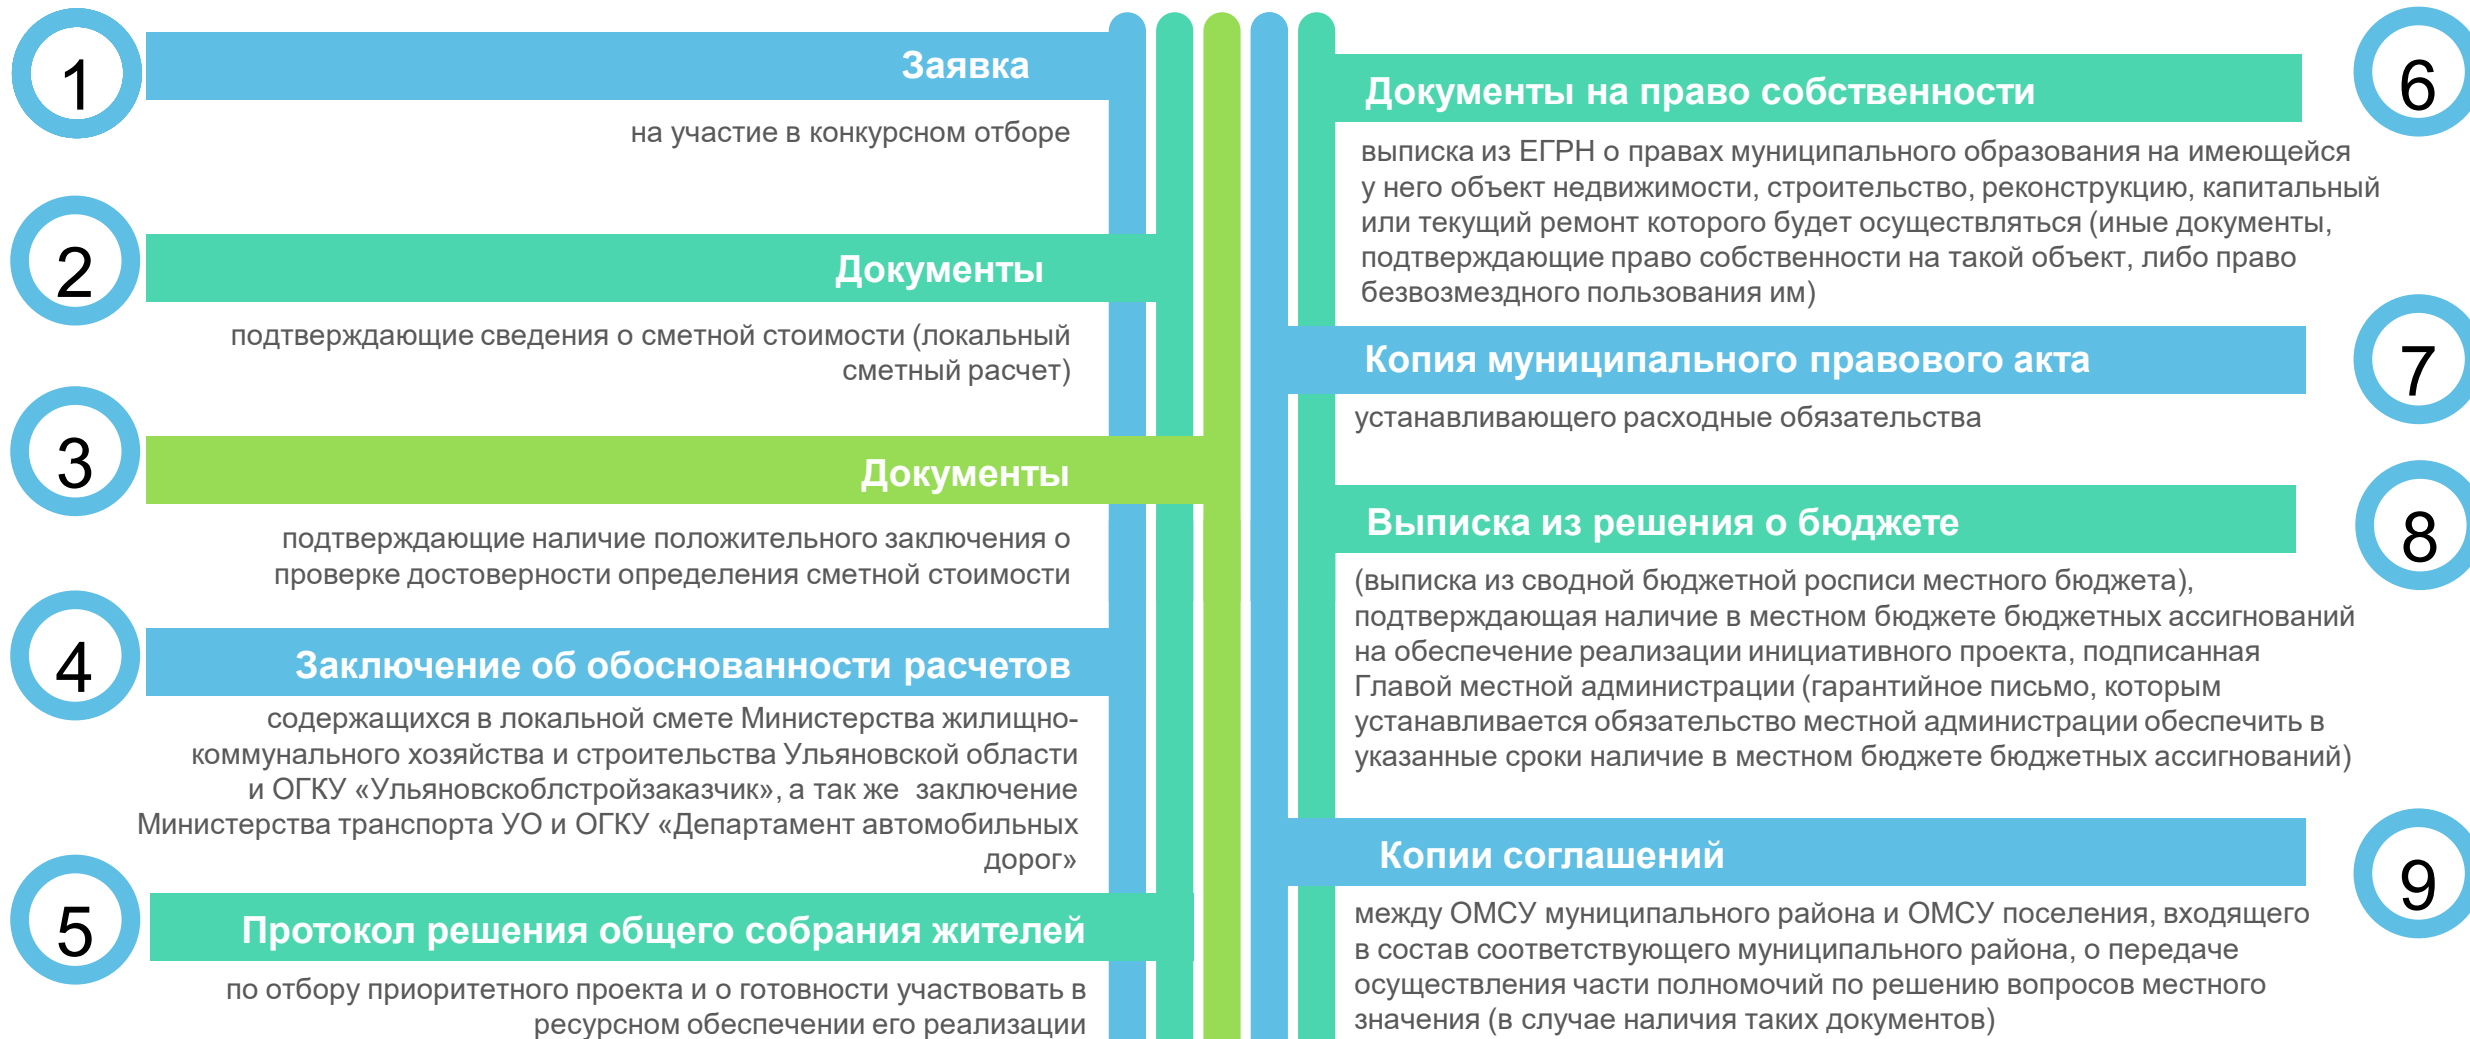 1
Заявка
на участие в конкурсном отборе
2
Документы
подтверждающие сведения о сметной стоимости (локальный
сметный расчет)
3
Документы
подтверждающие наличие положительного заключения о
проверке достоверности определения сметной стоимости
4
Заключение об обоснованности расчетов
содержащихся в локальной смете Министерства жилищно-
коммунального хозяйства и строительства Ульяновской области
и ОГКУ «Ульяновскоблстройзаказчик», а так же заключение
Министерства транспорта УО и ОГКУ «Департамент автомобильных
дорог»
5
Протокол решения общего собрания жителей
по отбору приоритетного проекта и о готовности участвовать в
ресурсном обеспечении его реализации
6
Документы на право собственности
выписка из ЕГРН о правах муниципального образования на имеющейся
у него объект недвижимости, строительство, реконструкцию, капитальный
или текущий ремонт которого будет осуществляться (иные документы,
подтверждающие право собственности на такой объект, либо право
безвозмездного пользования им)
7
Копия муниципального правового акта
устанавливающего расходные обязательства
8
Выписка из решения о бюджете
(выписка из сводной бюджетной росписи местного бюджета),
подтверждающая наличие в местном бюджете бюджетных ассигнований
на обеспечение реализации инициативного проекта, подписанная
Главой местной администрации (гарантийное письмо, которым
устанавливается обязательство местной администрации обеспечить в
указанные сроки наличие в местном бюджете бюджетных ассигнований)
9
Копии соглашений
между ОМСУ муниципального района и ОМСУ поселения, входящего
в состав соответствующего муниципального района, о передаче
осуществления части полномочий по решению вопросов местного
значения (в случае наличия таких документов)